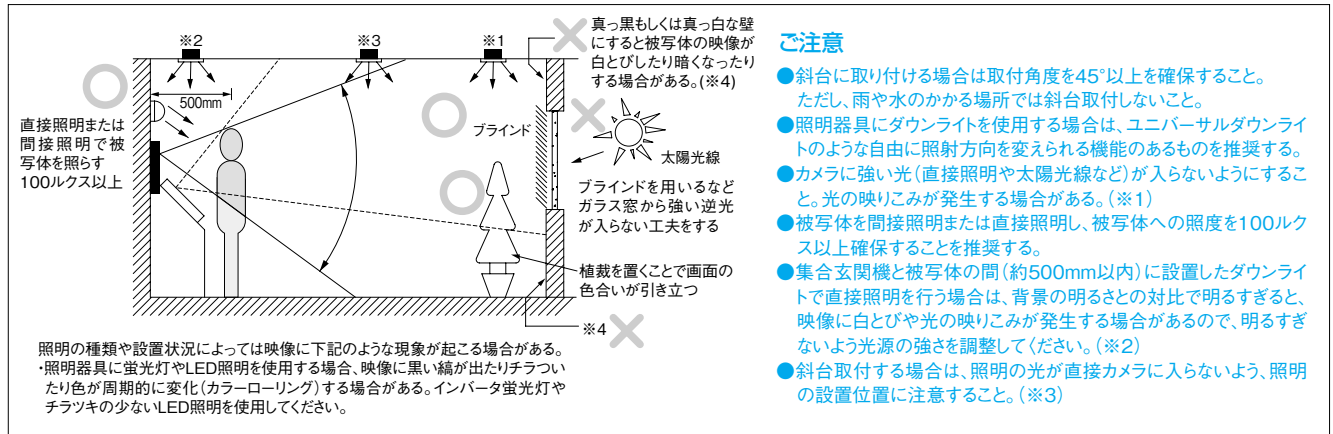 ※2
※3
※1
500mm
直接照明または
間接照明で被
写体を照らす
100ルクス以上
真っ黒もしくは真っ白な壁
にすると被写体の映像が
白とびしたり暗くなったり
する場合がある。(※4)
ブラインド
太陽光線
ブラインドを用いるなど
ガラス窓から強い逆光
が入らない工夫をする
植裁を置くことで画面の
色合いが引き立つ
※4
照明の種類や設置状況によっては映像に下記のような現象が起こる場合がある。
・照明器具に蛍光灯やLED照明を使用する場合、映像に黒い縞が出たりチラつい
たり色が周期的に変化(カラーローリング)する場合がある。インバータ蛍光灯や
チラツキの少ないLED照明を使用してください。
ご注意
●斜台に取り付ける場合は取付角度を45°以上を確保すること。
ただし、雨や水のかかる場所では斜台取付しないこと。
●照明器具にダウンライトを使用する場合は、ユニバーサルダウンライ
トのような自由に照射方向を変えられる機能のあるものを推奨する。
●カメラに強い光(直接照明や太陽光線など)が入らないようにするこ
と。光の映りこみが発生する場合がある。(※1)
●被写体を間接照明または直接照明し、被写体への照度を100ルク
ス以上確保することを推奨する。
●集合玄関機と被写体の間(約500mm以内)に設置したダウンライ
トで直接照明を行う場合は、背景の明るさとの対比で明るすぎると、
映像に白とびや光の映りこみが発生する場合があるので、明るすぎ
ないよう光源の強さを調整してください。(※2)
●斜台取付する場合は、照明の光が直接カメラに入らないよう、照明
の設置位置に注意すること。(※3)